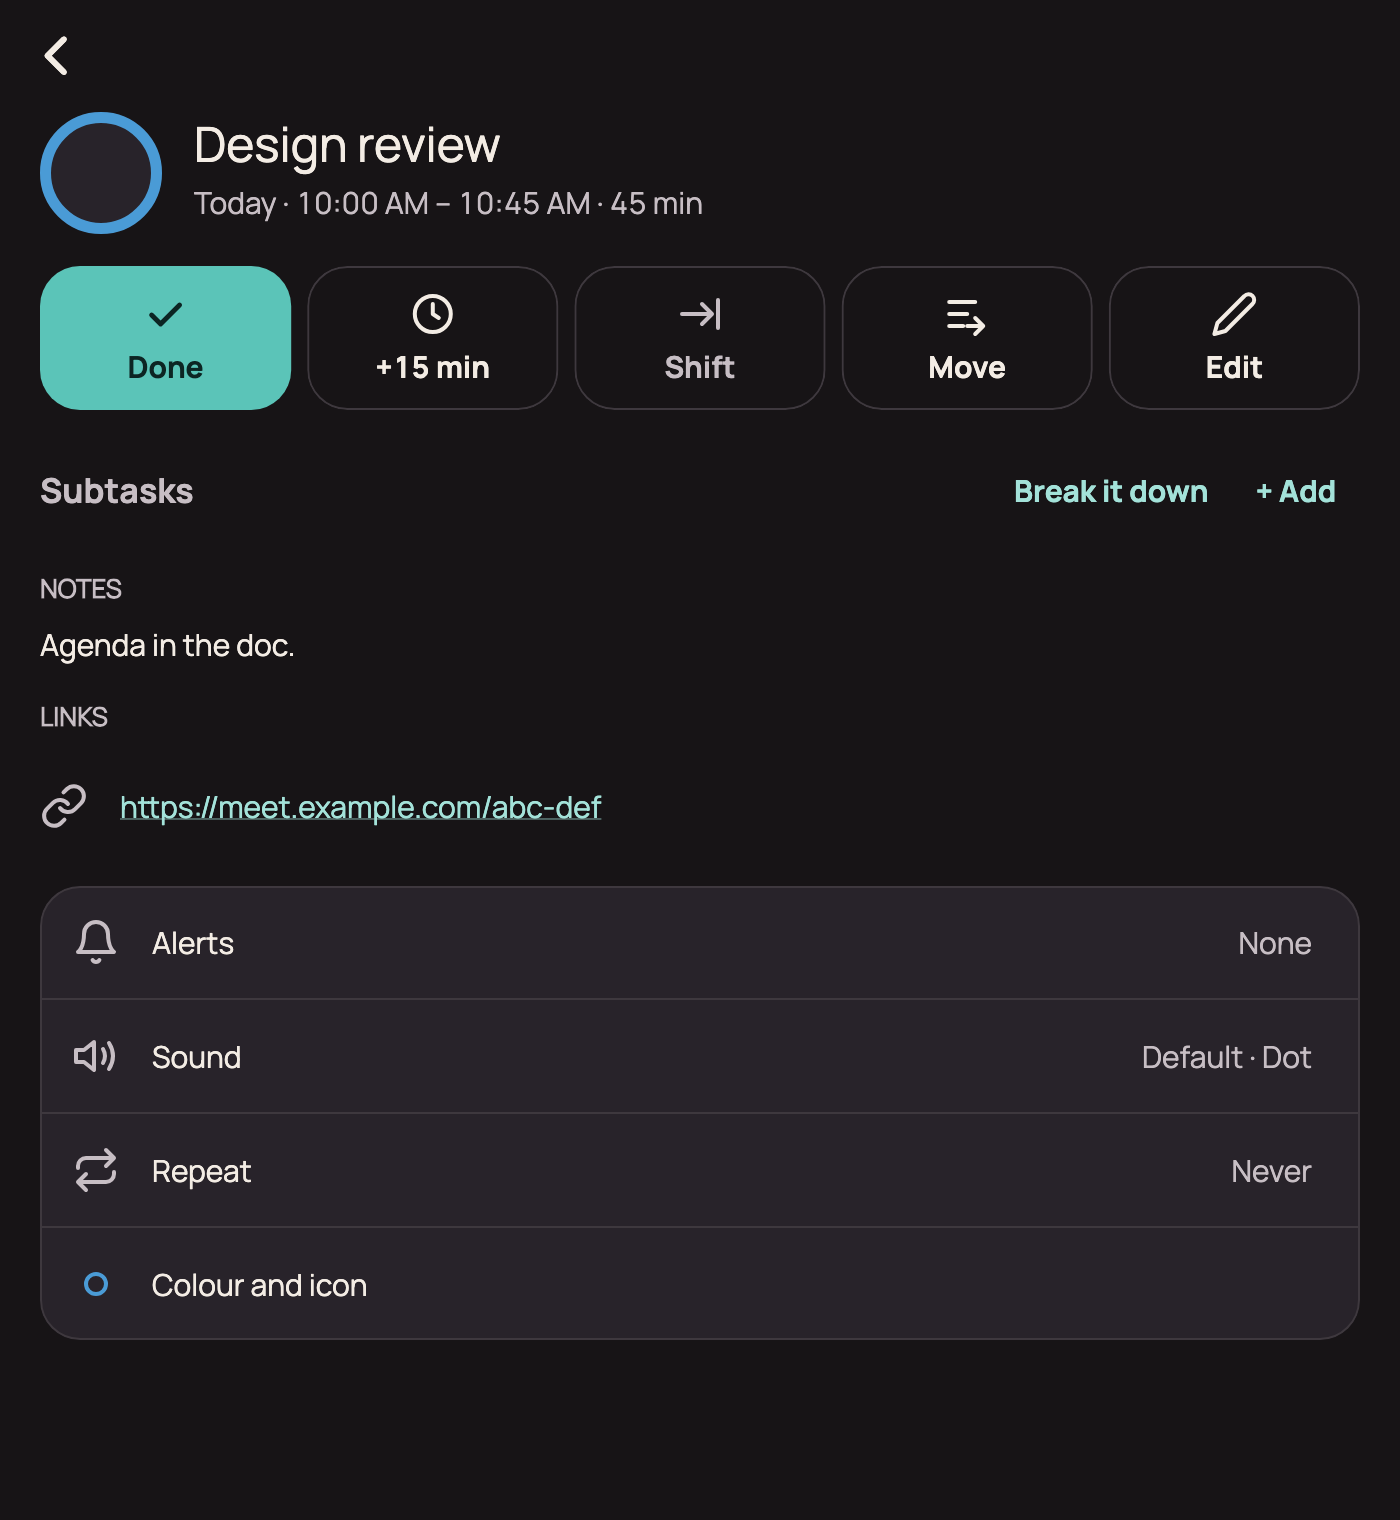 Design review
Today · 10:00 AM – 10:45 AM · 45 min
Done
+15 min
Shift
Move
Edit
Subtasks
Break it down
+ Add
NOTES
Agenda in the doc.
LINKS
https://meet.example.com/abc-def
Alerts
None
Sound
Default · Dot
Repeat
Never
Colour and icon